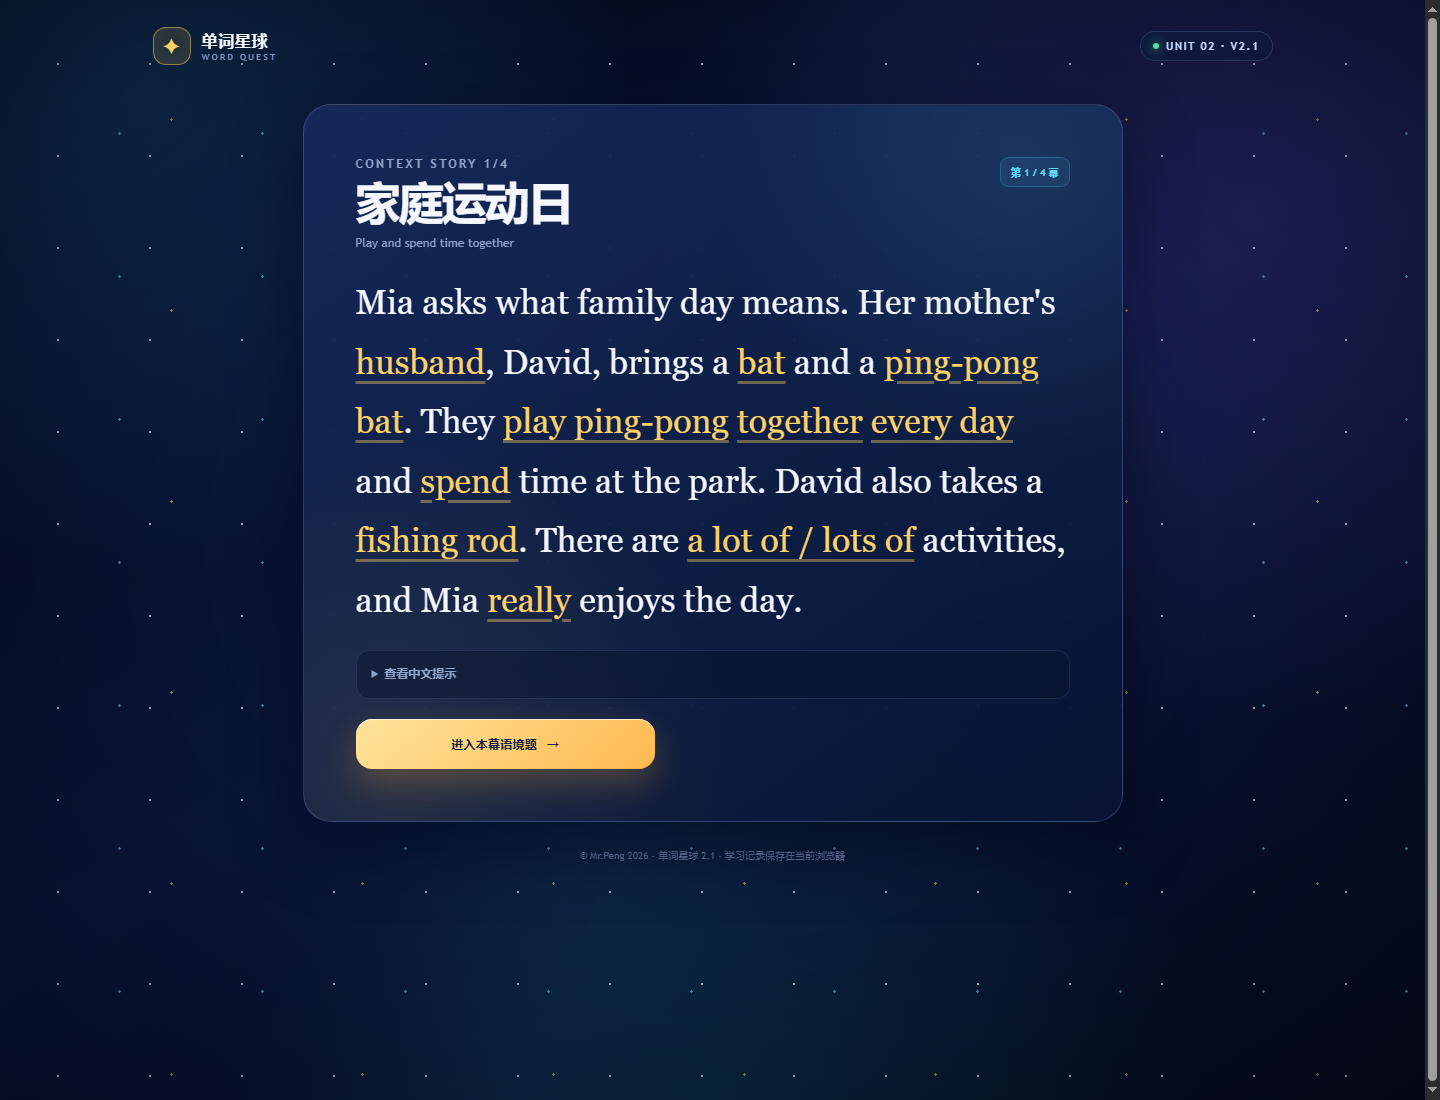 单词星球
WORD QUEST
UNIT 02 · V2.1
CONTEXT STORY 1/4
第 1 / 4 幕
家庭运动日
Play and spend time together
Mia asks what family day means. Her mother's
husband, David, brings a bat and a ping-pong
bat. They play ping-pong together every day
and spend time at the park. David also takes a
fishing rod. There are a lot of / lots of activities,
and Mia really enjoys the day.
▶ 查看中文提示
进入本幕语境题 →
© Mr.Peng 2026 · 单词星球 2.1 · 学习记录保存在当前浏览器